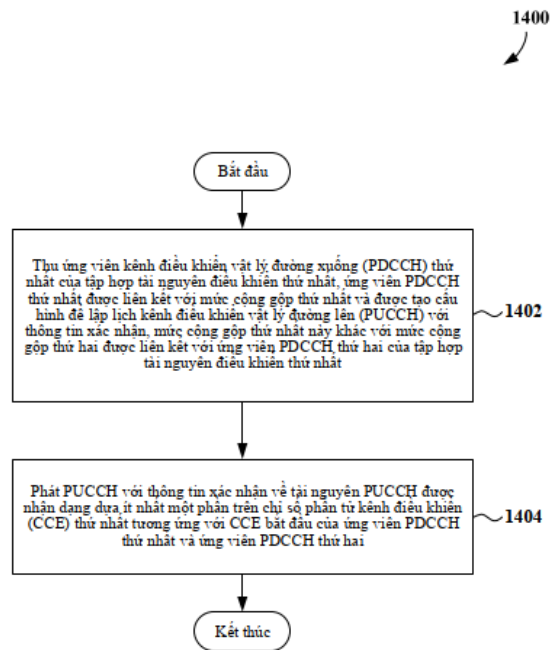 1400
Bắt đầu
Thu ứng viên kênh điều khiển vật lý đường xuống (PDCCH) thứ
nhất của tập hợp tài nguyên điều khiển thứ nhất, ứng viên PDCCH
thứ nhất được liên kết với mức cộng gộp thứ nhất và được tạo cấu
hình để lập lịch kênh điều khiển vật lý đường lên (PUCCH) với
thông tin xác nhận, mức cộng gộp thứ nhất này khác với mức cộng
gộp thứ hai được liên kết với ứng viên PDCCH thứ hai của tập hợp
tài nguyên điều khiển thứ nhất
1402
Phát PUCCH với thông tin xác nhận về tài nguyên PUCCH được
nhận dạng dựa ít nhất một phần trên chỉ số phần tử kênh điều khiển
(CCE) thứ nhất tương ứng với CCE bắt đầu của ứng viên PDCCH
thứ nhất và ứng viên PDCCH thứ hai
1404
Kết thúc